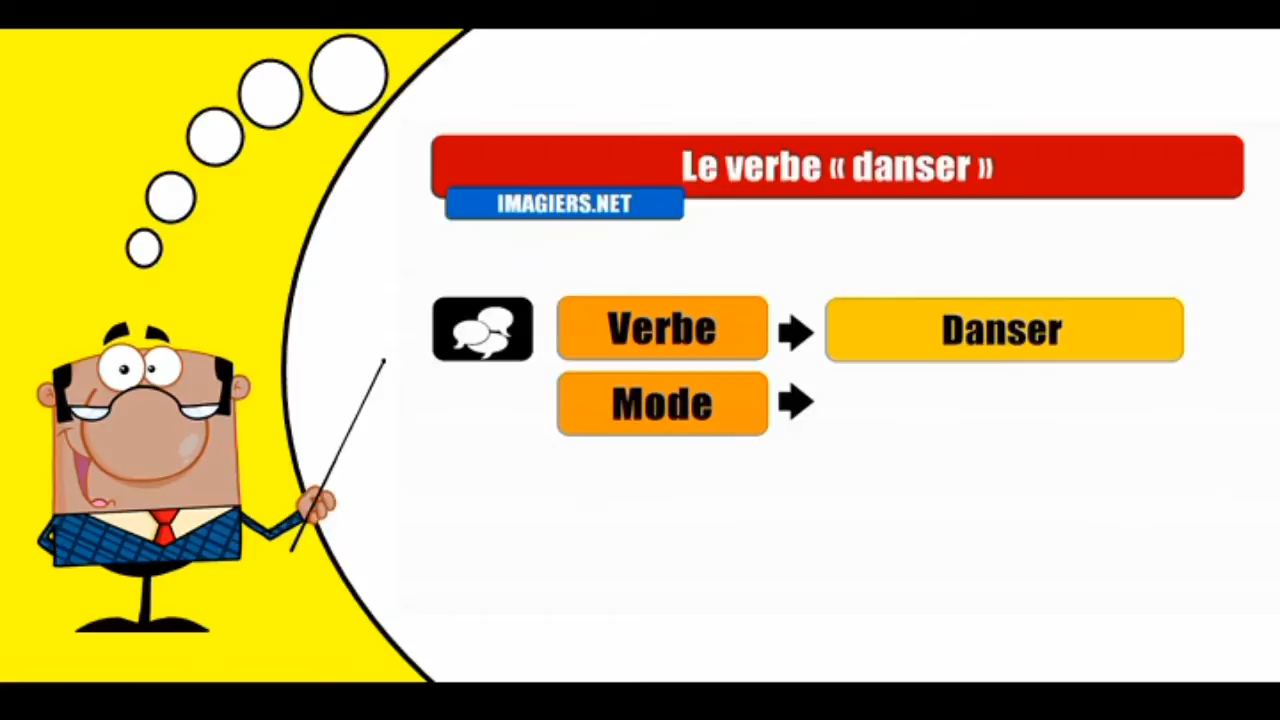 Le verbe « danser »
IMAGIERS.NET
Verbe
Danser
Mode